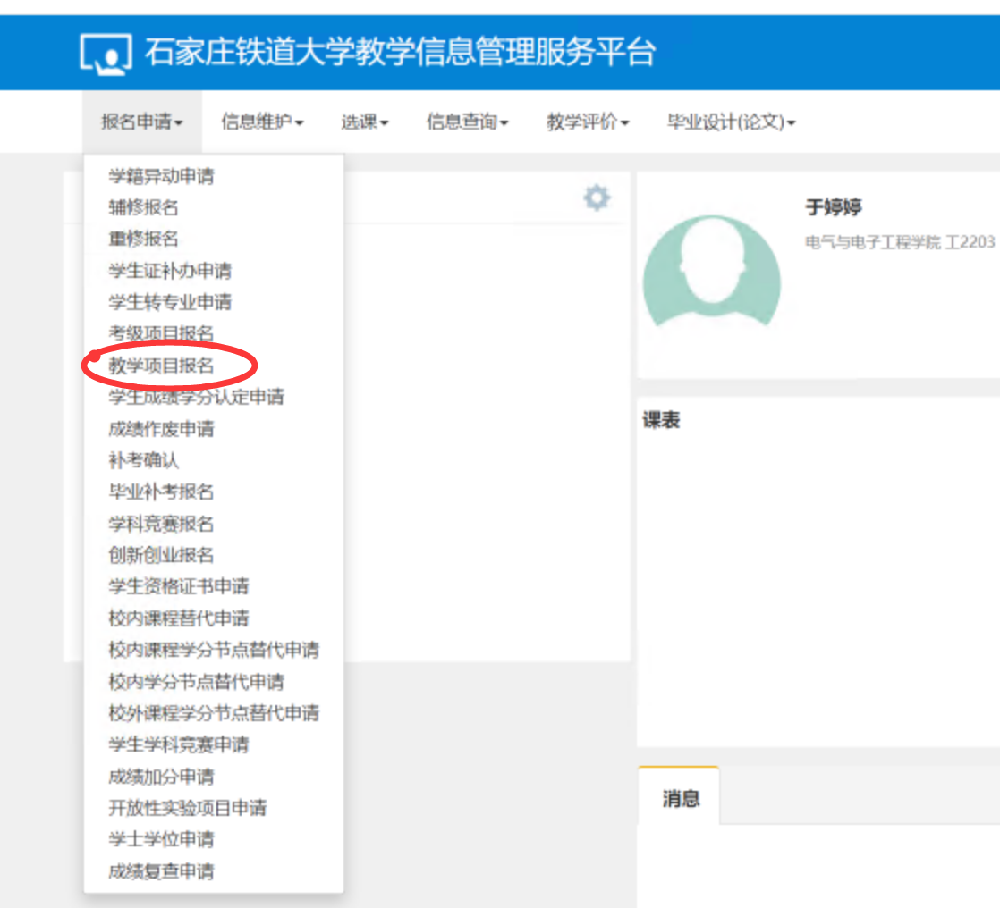 石家庄铁道大学教学信息管理服务平台
报名申请 信息维护 选课 信息查询 教学评价 毕业设计(论文)
学籍异动申请
辅修报名
重修报名
学生证补办申请
学生转专业申请
考级项目报名
教学项目报名
学生成绩学分认定申请
成绩作废申请
补考确认
毕业补考报名
学科竞赛报名
创新创业报名
学生资格证书申请
校内课程替代申请
校内课程学分节点替代申请
校内学分节点替代申请
校外课程学分节点替代申请
学生学科竞赛申请
成绩加分申请
开放性实验项目申请
学士学位申请
成绩复查申请
于婷婷
电气与电子工程学院 工2203
课表
消息